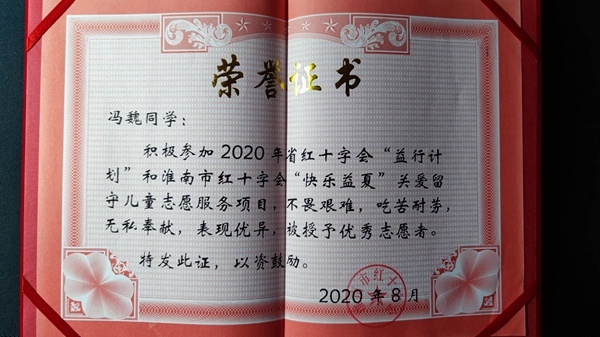 荣誉证书
冯魏同学：
积极参加2020年省红十字会“益行计
划”和淮南市红十字会“快乐益夏”关爱留
守儿童志愿服务项目，不畏艰难，吃苦耐劳，
无私奉献，表现优异，被授予优秀志愿者。
特发此证，以资鼓励。
市红十
2020年8月